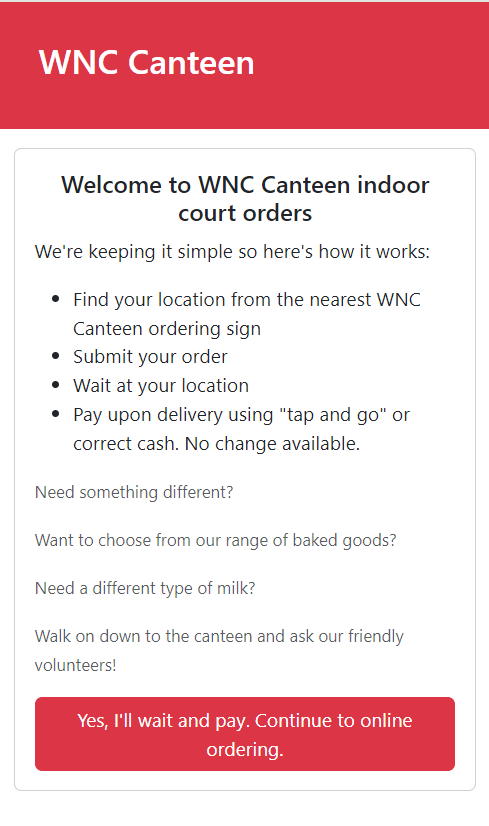 WNC Canteen
Welcome to WNC Canteen indoor
court orders
We're keeping it simple so here's how it works:
Find your location from the nearest WNC
Canteen ordering sign
Submit your order
Wait at your location
Pay upon delivery using "tap and go" or
correct cash. No change available.
Need something different?
Want to choose from our range of baked goods?
Need a different type of milk?
Walk on down to the canteen and ask our friendly
volunteers!
Yes, I'll wait and pay. Continue to online
ordering.